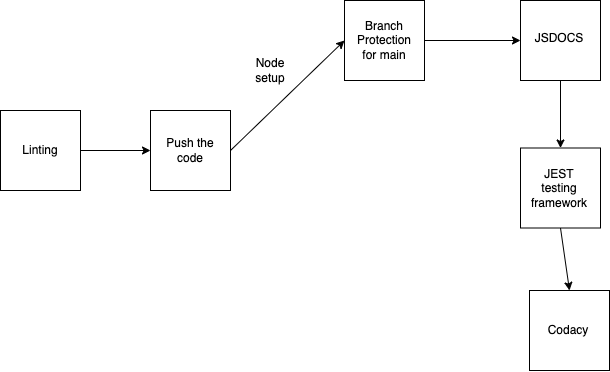 Linting
Push the
code
Node
setup
Branch
Protection
for main
JSDOCS
JEST
testing
framework
Codacy